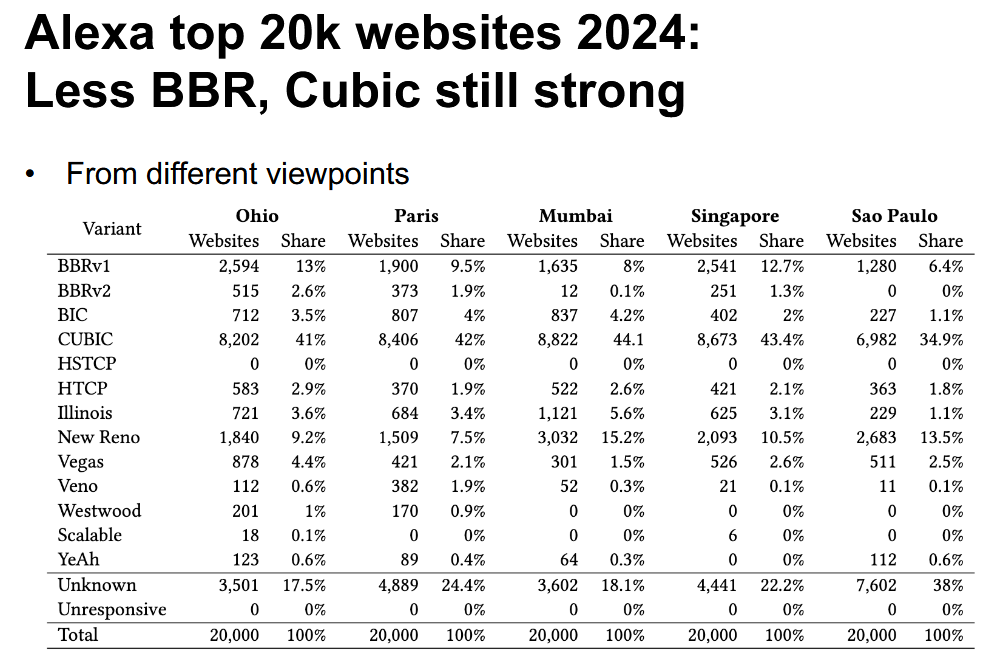 Alexa top 20k websites 2024:
Less BBR, Cubic still strong
• From different viewpoints
Variant Ohio Paris Mumbai Singapore Sao Paulo
Websites Share Websites Share Websites Share Websites Share Websites Share
BBRv1 2,594 13% 1,900 9.5% 1,635 8% 2,541 12.7% 1,280 6.4%
BBRv2 515 2.6% 373 1.9% 12 0.1% 251 1.3% 0 0%
BIC 712 3.5% 807 4% 837 4.2% 402 2% 227 1.1%
CUBIC 8,202 41% 8,406 42% 8,822 44.1 8,673 43.4% 6,982 34.9%
HSTCP 0 0% 0 0% 0 0% 0 0% 0 0%
HTCP 583 2.9% 370 1.9% 522 2.6% 421 2.1% 363 1.8%
Illinois 721 3.6% 684 3.4% 1,121 5.6% 625 3.1% 229 1.1%
New Reno 1,840 9.2% 1,509 7.5% 3,032 15.2% 2,093 10.5% 2,683 13.5%
Vegas 878 4.4% 421 2.1% 301 1.5% 526 2.6% 511 2.5%
Veno 112 0.6% 382 1.9% 52 0.3% 21 0.1% 11 0.1%
Westwood 201 1% 170 0.9% 0 0% 0 0% 0 0%
Scalable 18 0.1% 0 0% 0 0% 6 0% 0 0%
YeAh 123 0.6% 89 0.4% 64 0.3% 0 0% 112 0.6%
Unknown 3,501 17.5% 4,889 24.4% 3,602 18.1% 4,441 22.2% 7,602 38%
Unresponsive 0 0% 0 0% 0 0% 0 0% 0 0%
Total 20,000 100% 20,000 100% 20,000 100% 20,000 100% 20,000 100%